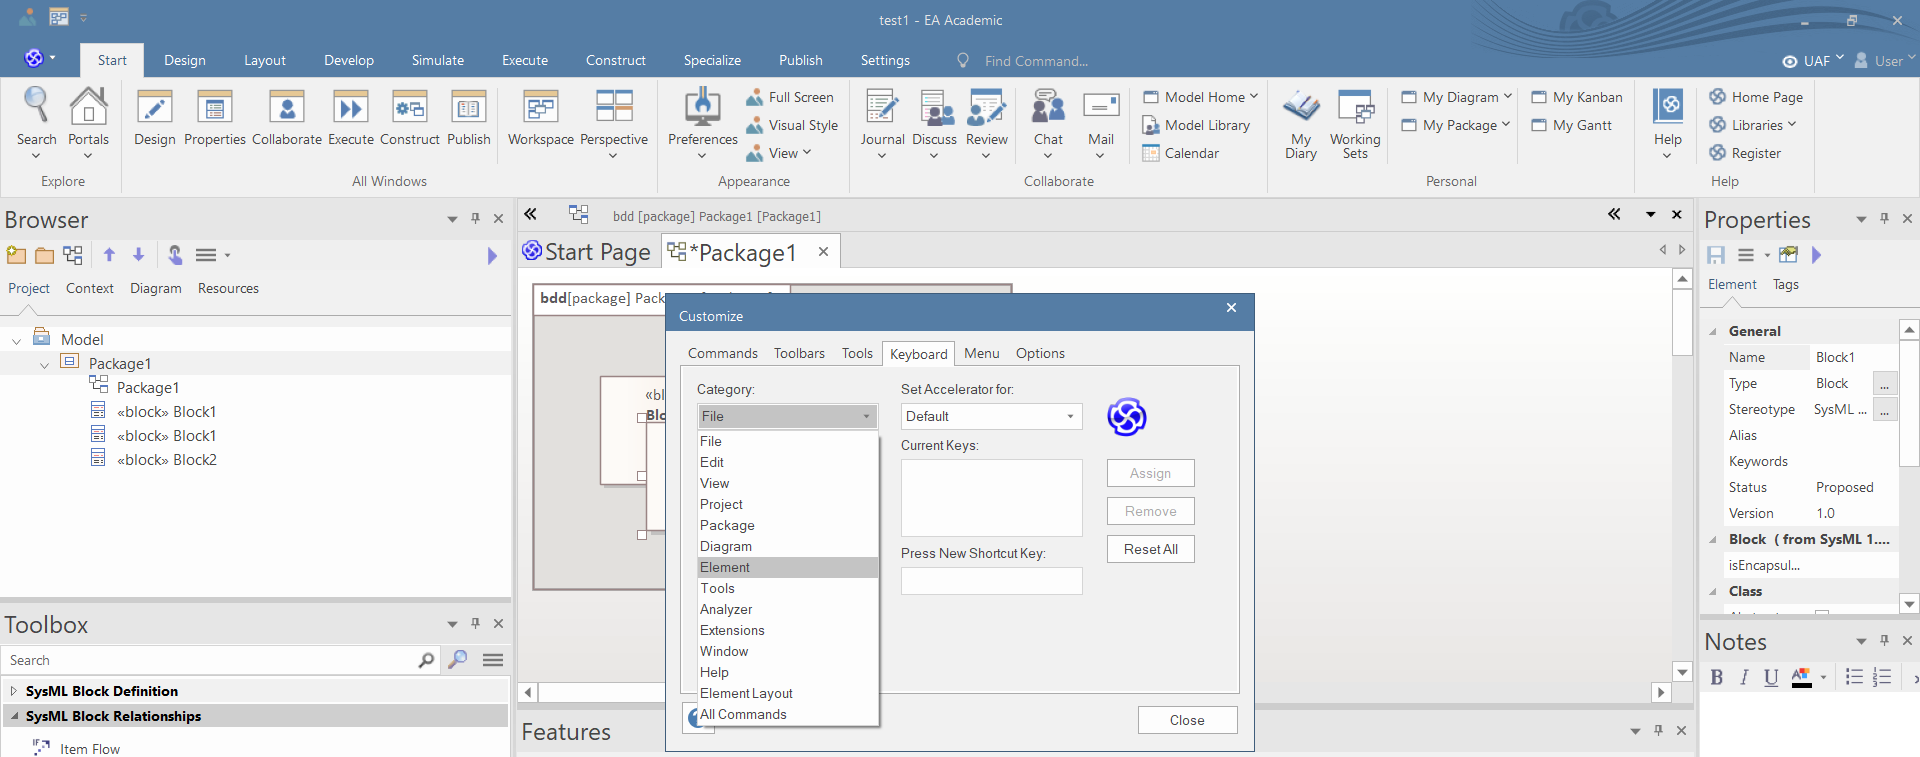 test1 - EA Academic
Start
Design
Layout
Develop
Simulate
Execute
Construct
Specialize
Publish
Settings
Find Command...
UAF
User
Search
Portals
Explore
Design
Properties
Collaborate
Execute
Construct
Publish
Workspace
Perspective
All Windows
Preferences
Full Screen
Visual Style
View
Appearance
Journal
Discuss
Review
Chat
Mail
Model Home
Model Library
Calendar
Collaborate
My
Diary
Working
Sets
My Diagram
My Package
My Kanban
My Gantt
Personal
Help
Home Page
Libraries
Register
Help
Browser
Project
Context
Diagram
Resources
Model
Package1
Package1
«block» Block1
«block» Block1
«block» Block2
Toolbox
Search
SysML Block Definition
SysML Block Relationships
IF
Item Flow
bdd [package] Package1 [Package1]
Start Page
*Package1
bdd[package] Pack
«bl
Blo
Customize
Commands
Toolbars
Tools
Keyboard
Menu
Options
Category:
File
File
Edit
View
Project
Package
Diagram
Element
Tools
Analyzer
Extensions
Window
Help
Element Layout
All Commands
Set Accelerator for:
Default
Current Keys:
Press New Shortcut Key:
Assign
Remove
Reset All
Close
Features
Properties
Element
Tags
General
Name Block1
Type Block ...
Stereotype SysML ... ...
Alias
Keywords
Status Proposed
Version 1.0
Block ( from SysML 1....
isEncapsul...
Class
Notes
B I U A